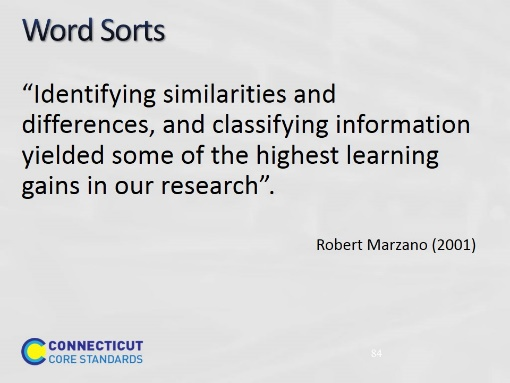 Word Sorts
“Identifying similarities and
differences, and classifying information
yielded some of the highest learning
gains in our research”.
Robert Marzano (2001)
CONNECTICUT
CORE STANDARDS
84